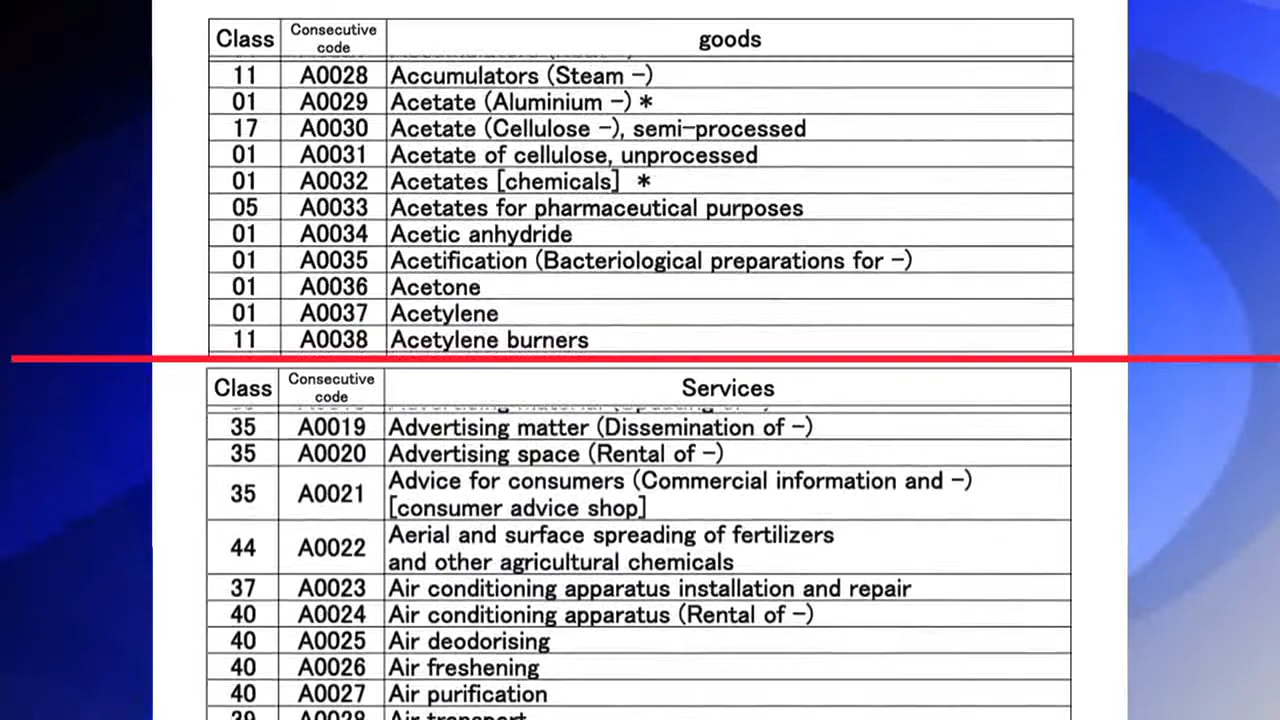 Class Consecutive code goods
11 A0028 Accumulators (Steam −)
01 A0029 Acetate (Aluminium −) *
17 A0030 Acetate (Cellulose −), semi−processed
01 A0031 Acetate of cellulose, unprocessed
01 A0032 Acetates [chemicals] *
05 A0033 Acetates for pharmaceutical purposes
01 A0034 Acetic anhydride
01 A0035 Acetification (Bacteriological preparations for −)
01 A0036 Acetone
01 A0037 Acetylene
11 A0038 Acetylene burners
Class Consecutive code Services
35 A0019 Advertising matter (Dissemination of −)
35 A0020 Advertising space (Rental of −)
35 A0021 Advice for consumers (Commercial information and −)
[consumer advice shop]
44 A0022 Aerial and surface spreading of fertilizers
and other agricultural chemicals
37 A0023 Air conditioning apparatus installation and repair
40 A0024 Air conditioning apparatus (Rental of −)
40 A0025 Air deodorising
40 A0026 Air freshening
40 A0027 Air purification
39 A0028 Air transport